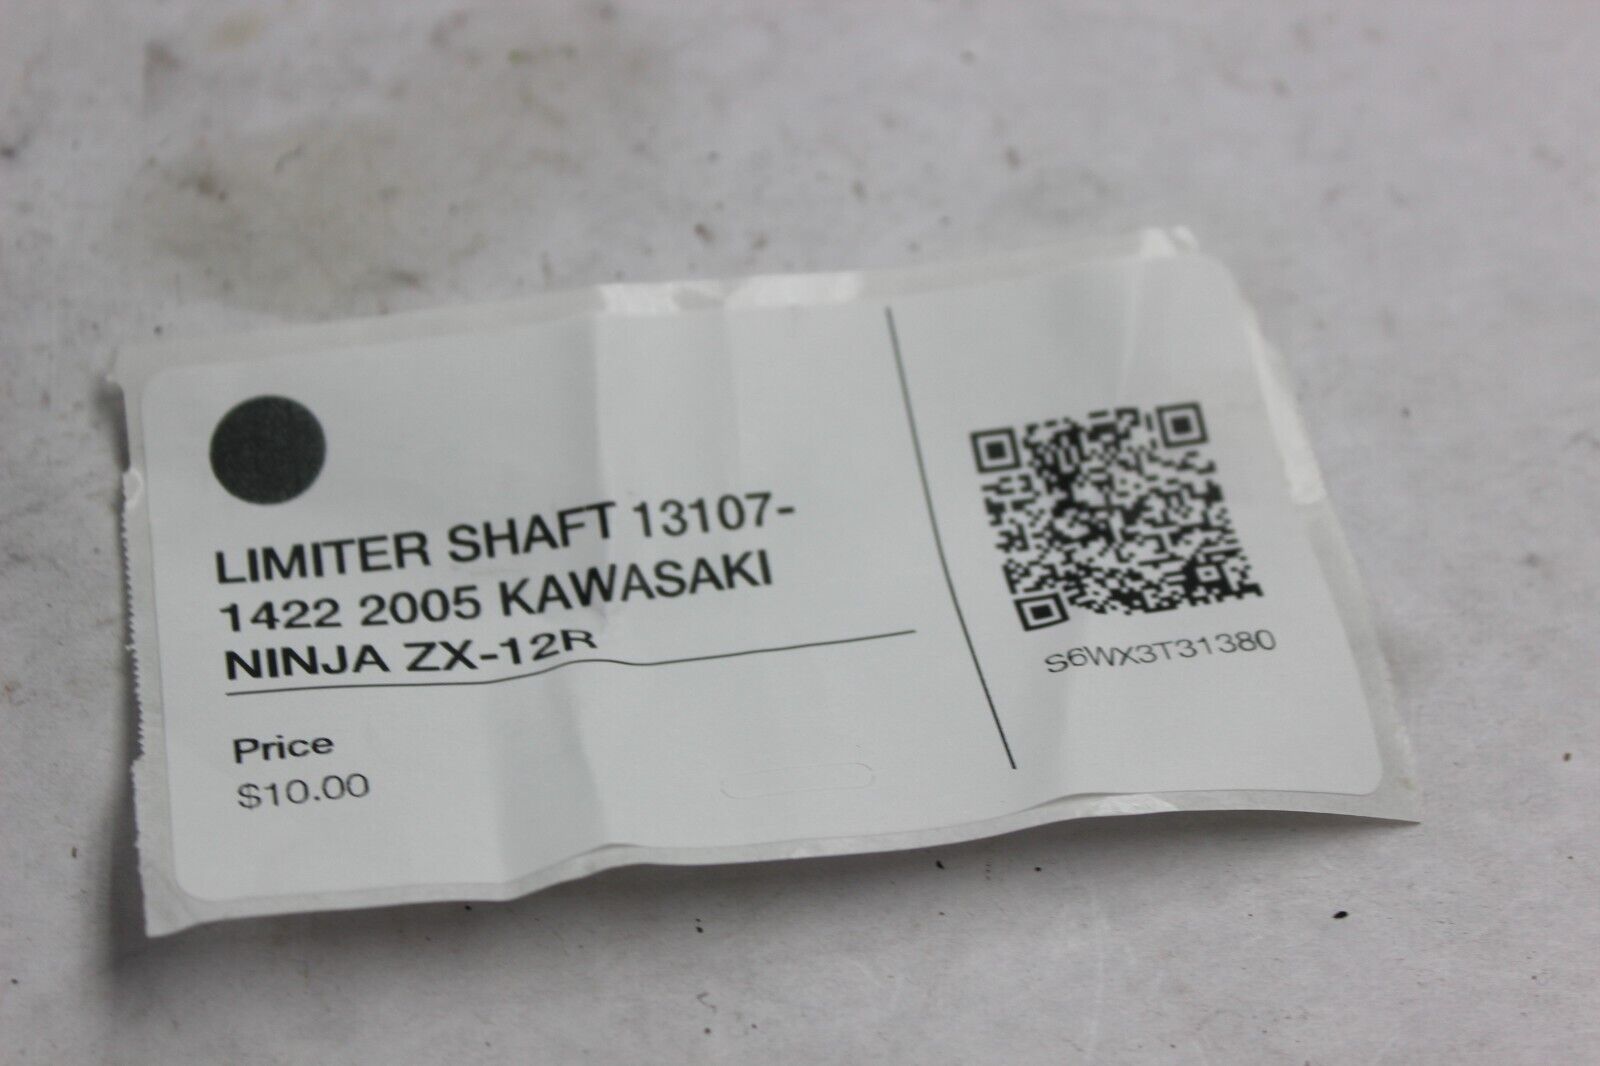 LIMITER SHAFT 13107-
1422 2005 KAWASAKI
NINJA ZX-12R
Price
$10.00
S6WX3T31380